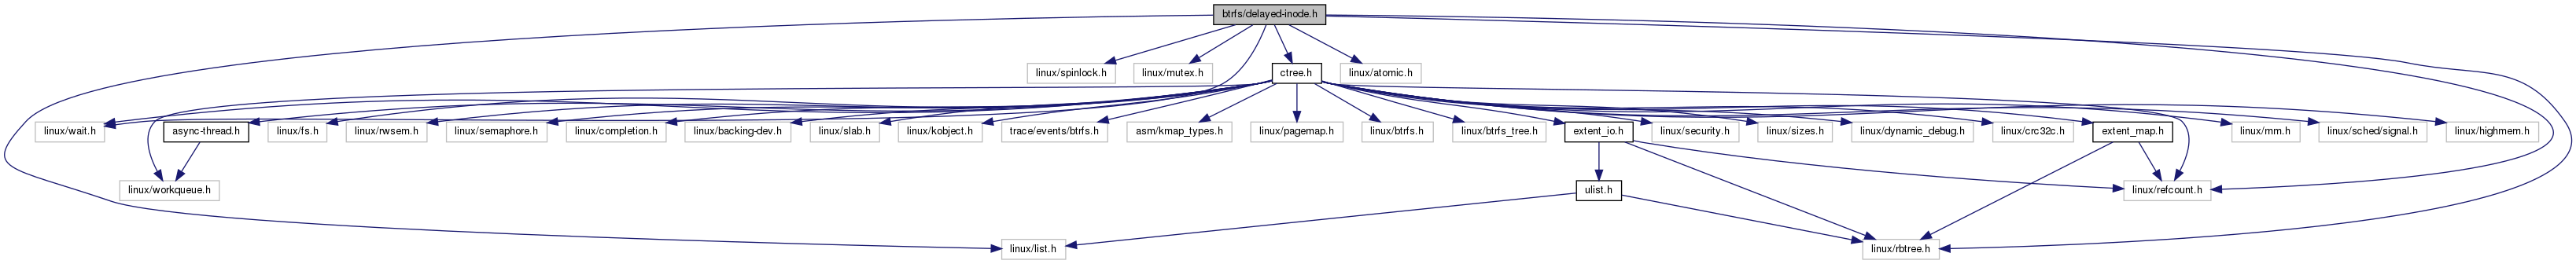 btrfs/delayed-inode.h
linux/spinlock.h
linux/mutex.h
ctree.h
linux/atomic.h
linux/wait.h
async-thread.h
linux/fs.h
linux/rwsem.h
linux/semaphore.h
linux/completion.h
linux/backing-dev.h
linux/slab.h
linux/kobject.h
trace/events/btrfs.h
asm/kmap_types.h
linux/pagemap.h
linux/btrfs.h
linux/btrfs_tree.h
extent_io.h
linux/security.h
linux/sizes.h
linux/dynamic_debug.h
linux/crc32c.h
extent_map.h
linux/mm.h
linux/sched/signal.h
linux/highmem.h
linux/workqueue.h
ulist.h
linux/refcount.h
linux/list.h
linux/rbtree.h